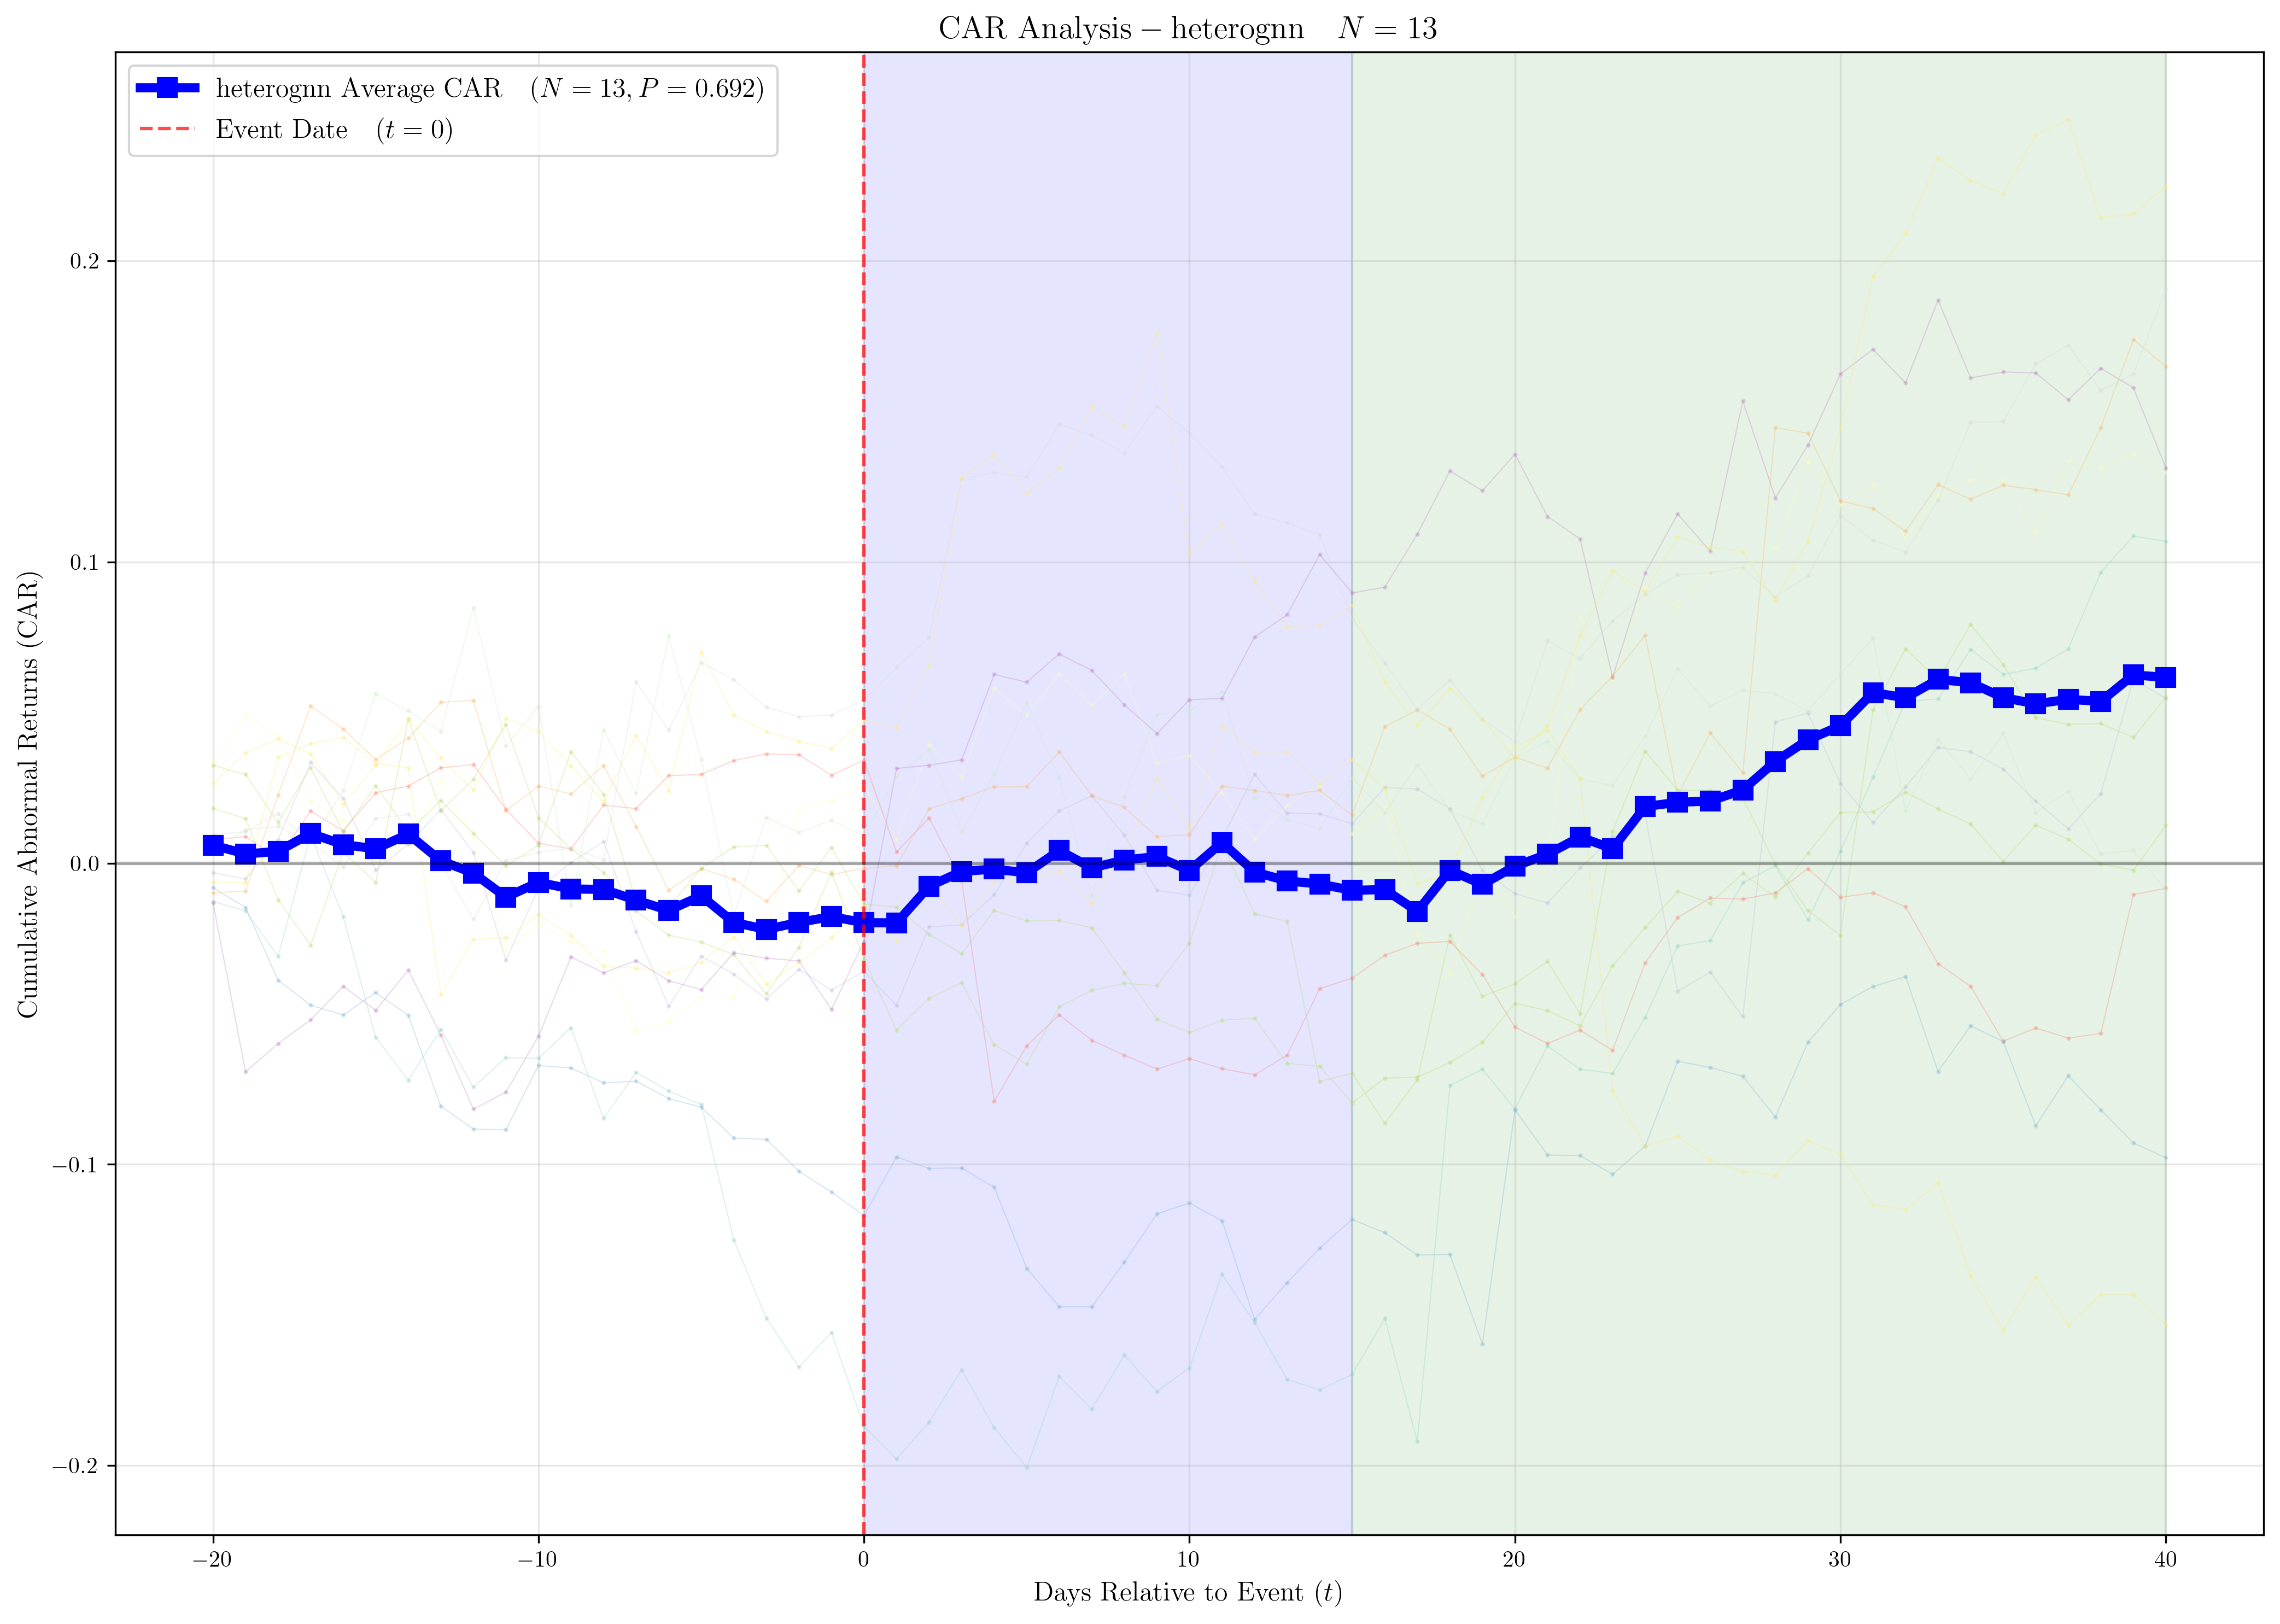 CAR Analysis – heterognn N = 13
heterognn Average CAR (N = 13, P = 0.692)
Event Date (t = 0)
Cumulative Abnormal Returns (CAR)
0.2
0.1
0.0
−0.1
−0.2
−20 −10 0 10 20 30 40
Days Relative to Event (t)